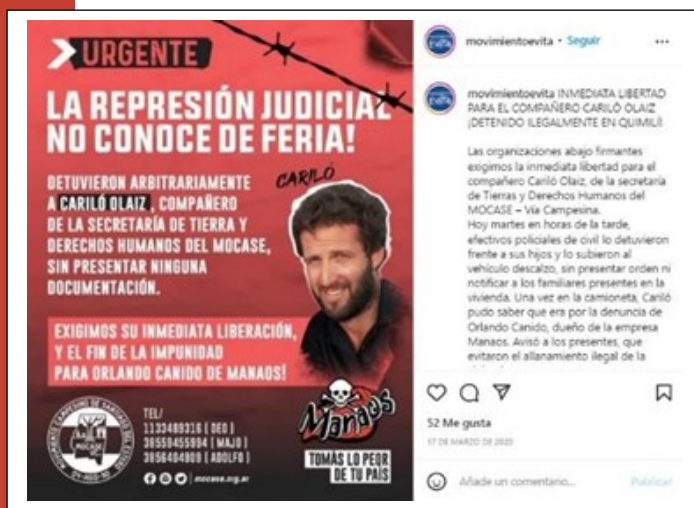 URGENTE
LA REPRESIÓN JUDICIAL
NO CONOCE DE FERIA!
DETUVIERON ARBITRARIAMENTE
A CARILÓ OLAIZ, COMPAÑERO
DE LA SECRETARÍA DE TIERRA Y
DERECHOS HUMANOS DEL MOCASE,
SIN PRESENTAR NINGUNA
DOCUMENTACIÓN.
CARILÓ
EXIGIMOS SU INMEDIATA LIBERACIÓN,
Y EL FIN DE LA IMPUNIDAD
PARA ORLANDO CANIDO DE MANAOS!
MOCASE
TEL/
1133489316 ( DEO )
3855945594 ( MAJO )
3856404809 ( ADOLFO )
mocase.org.ar
Manaos
TOMÁS LO PEOR
DE TU PAÍS
movimientoevita • Seguir
movimientoevita INMEDIATA LIBERTAD
PARA EL COMPAÑERO CARILÓ OLAIZ
¡DETENIDO ILEGALMENTE EN QUIMILÍ!
Las organizaciones abajo firmantes
exigimos la inmediata libertad para el
compañero Cariló Olaiz, de la secretaría
de Tierras y Derechos Humanos del
MOCASE – Vía Campesina.
Hoy martes en horas de la tarde,
efectivos policiales de civil lo detuvieron
frente a sus hijos y lo subieron al
vehículo descalzo, sin presentar orden ni
notificar a los familiares presentes en la
vivienda. Una vez en la camioneta, Cariló
pudo saber que era por la denuncia de
Orlando Canido, dueño de la empresa
Manaos. Avisó a los presentes, que
evitaron el allanamiento ilegal de la
52 Me gusta
17 DE MARZO DE 2020
Añade un comentario...
Publicar